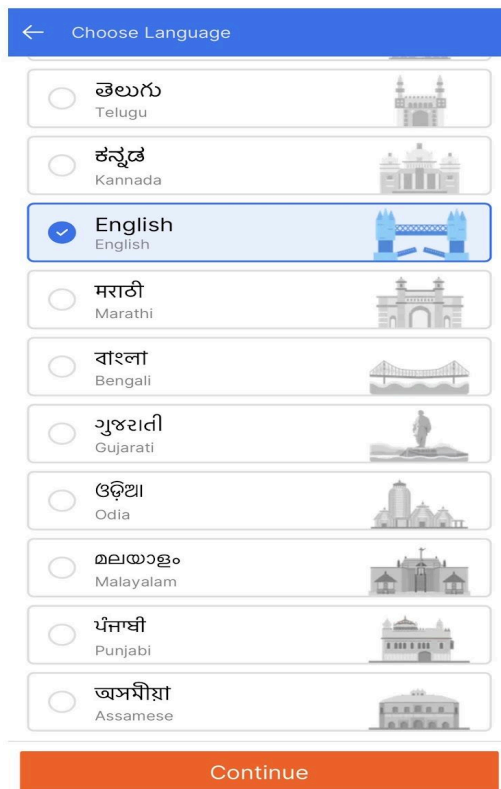 Choose Language
తెలుగు
Telugu
ಕನ್ನಡ
Kannada
English
English
मराठी
Marathi
বাংলা
Bengali
ગુજરાતી
Gujarati
ଓଡ଼ିଆ
Odia
മലയാളം
Malayalam
ਪੰਜਾਬੀ
Punjabi
অসমীয়া
Assamese
Continue